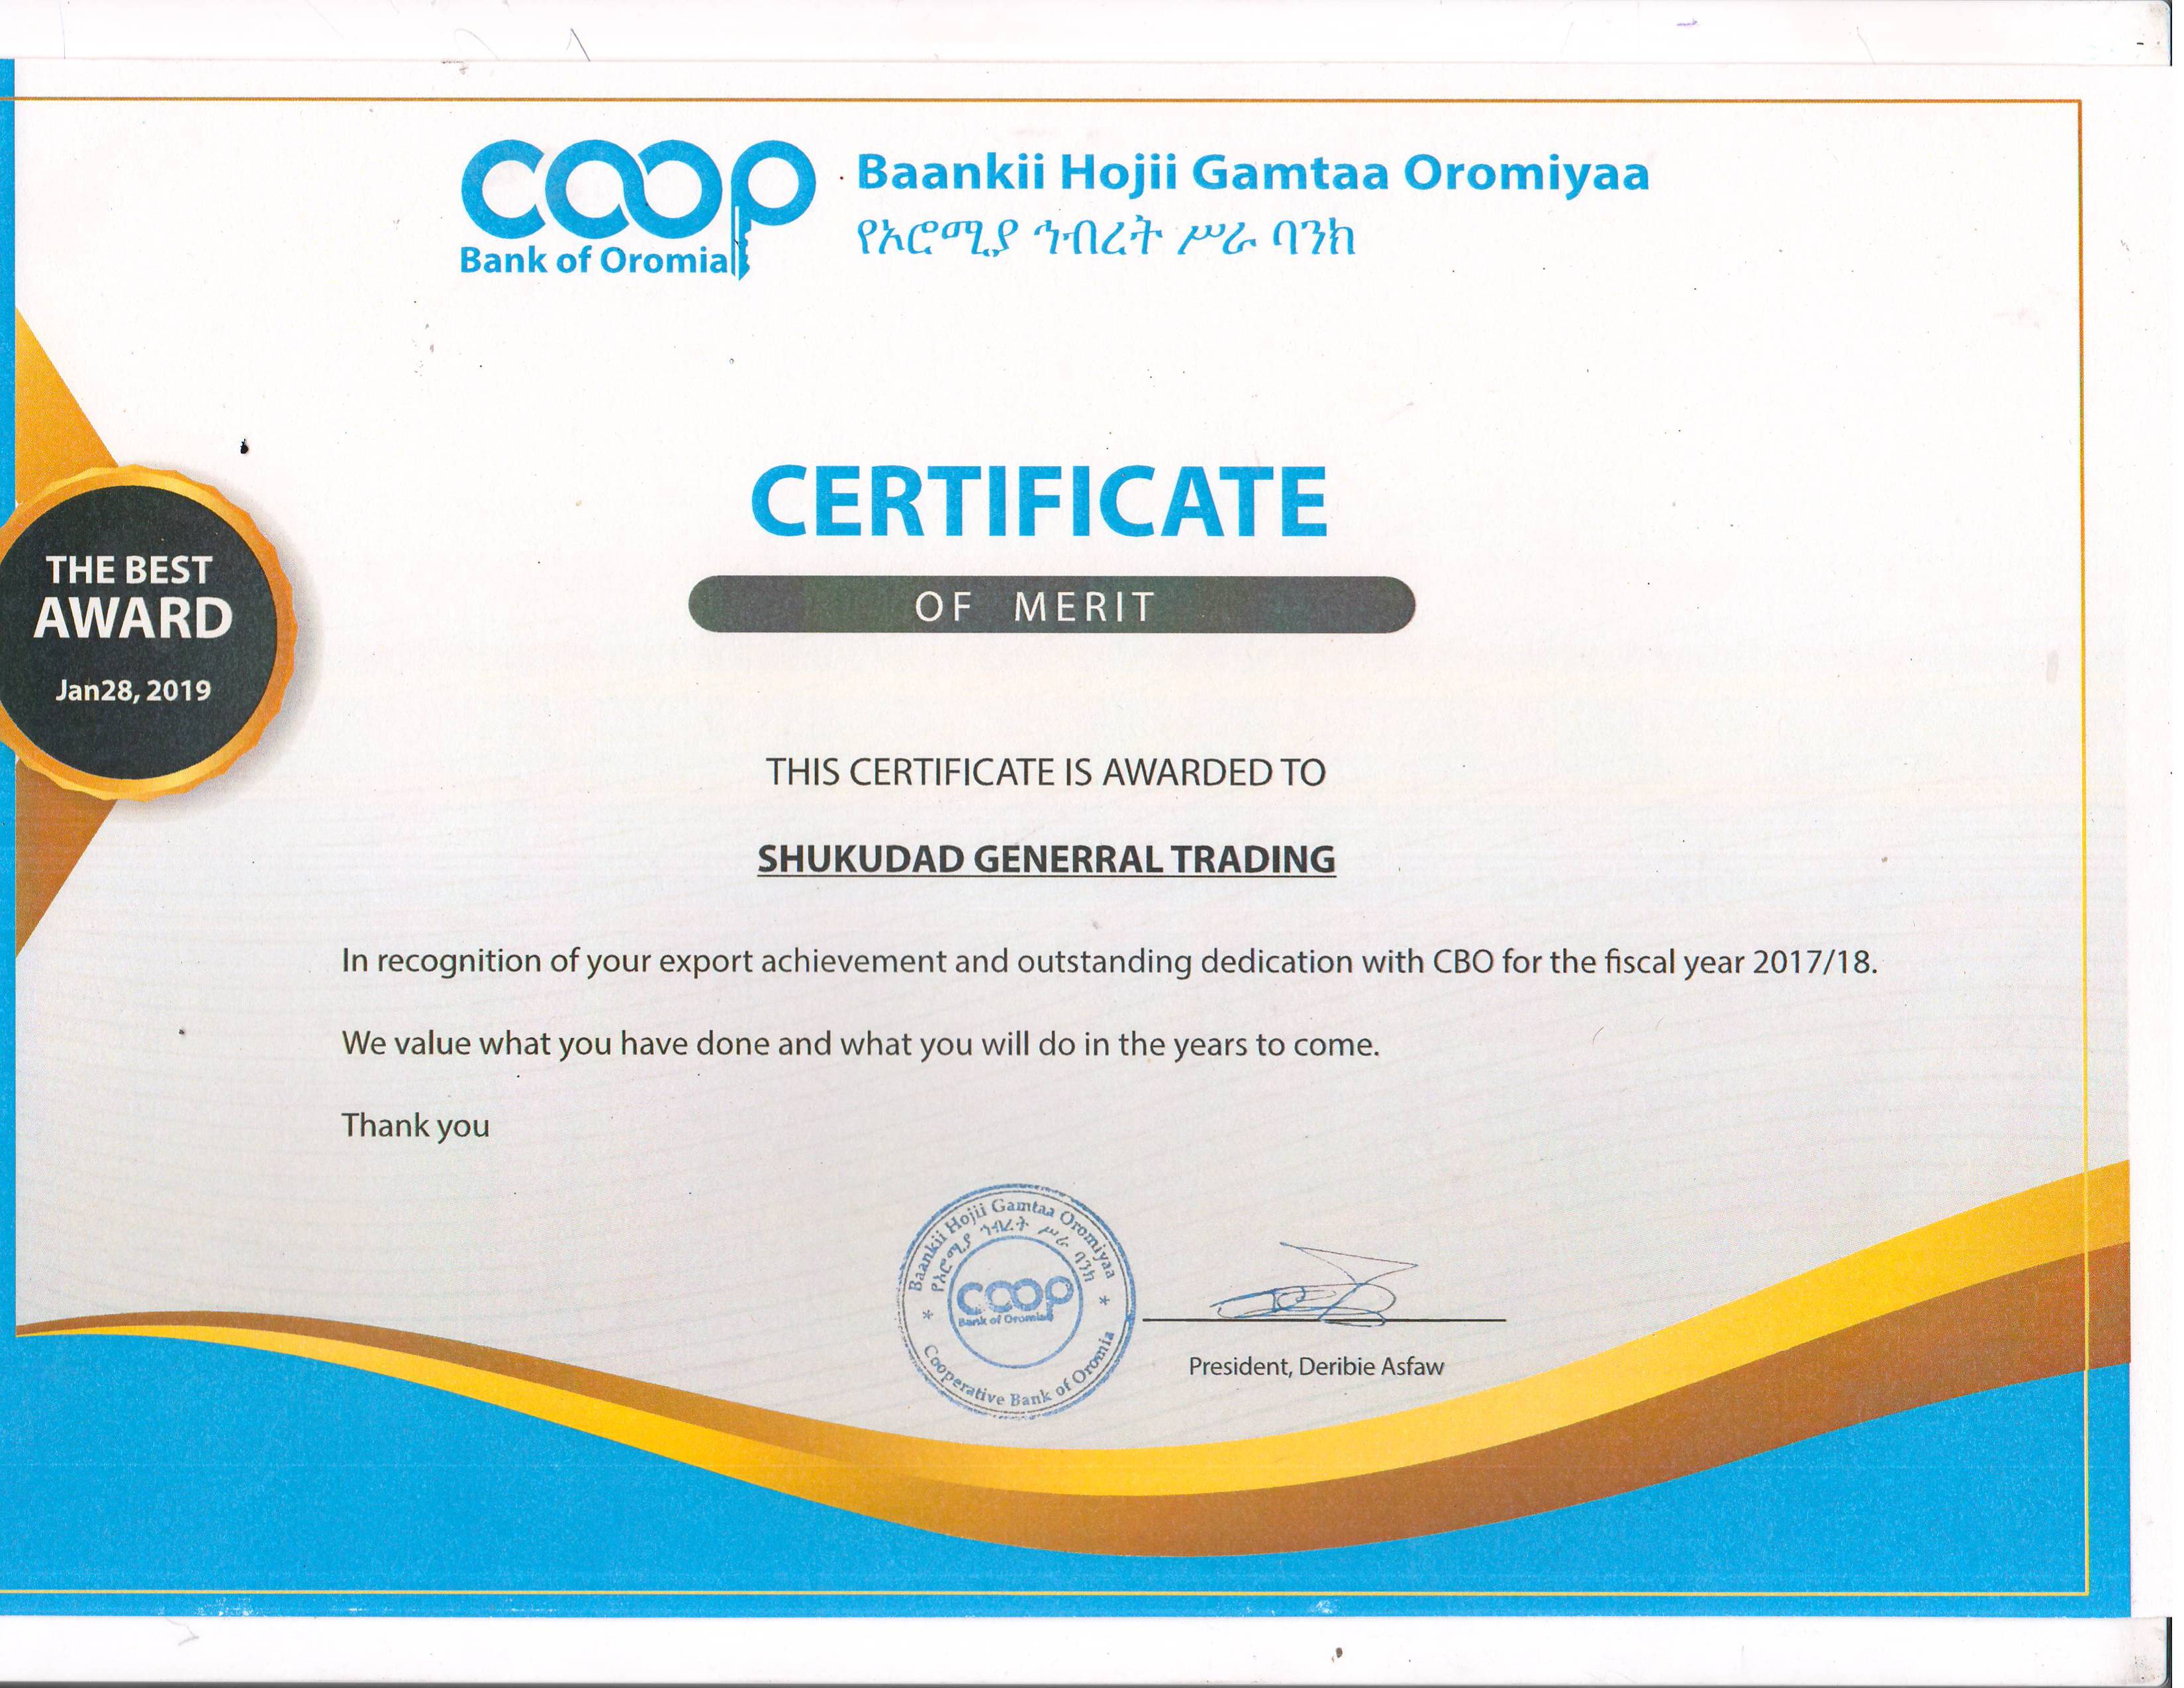 coop
Bank of Oromia
Baankii Hojii Gamtaa Oromiyaa
የኦሮሚያ ኅብረት ሥራ ባንክ
CERTIFICATE
OF MERIT
THE BEST
AWARD
Jan28, 2019
THIS CERTIFICATE IS AWARDED TO
SHUKUDAD GENERRAL TRADING
In recognition of your export achievement and outstanding dedication with CBO for the fiscal year 2017/18.
We value what you have done and what you will do in the years to come.
Thank you
Baankii Hojii Gamtaa Oromiyaa
የኦሮሚያ ኅብረት ሥራ ባንክ
coop
Bank of Oromia
Cooperative Bank of Oromia
President, Deribie Asfaw